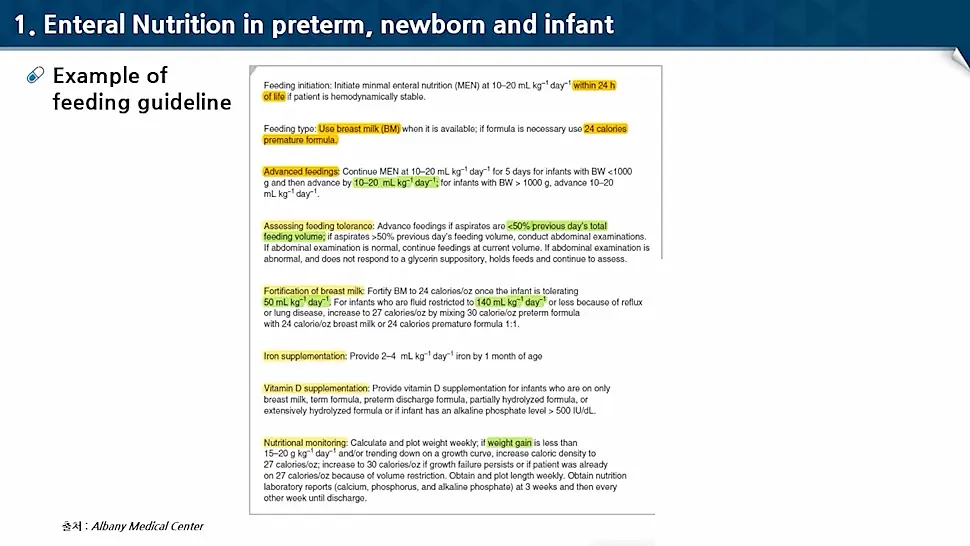 1. Enteral Nutrition in preterm, newborn and infant
Example of
feeding guideline
Feeding initiation: Initiate minmal enteral nutrition (MEN) at 10–20 mL kg⁻¹ day⁻¹ within 24 h
of life if patient is hemodynamically stable.
Feeding type: Use breast milk (BM) when it is available; if formula is necessary use 24 calories
premature formula.
Advanced feedings: Continue MEN at 10–20 mL kg⁻¹ day⁻¹ for 5 days for infants with BW <1000
g and then advance by 10–20 mL kg⁻¹ day⁻¹; for infants with BW > 1000 g, advance 10–20
mL kg⁻¹ day⁻¹.
Assessing feeding tolerance: Advance feedings if aspirates are <50% previous day's total
feeding volume; if aspirates >50% previous day's feeding volume, conduct abdominal examinations.
If abdominal examination is normal, continue feedings at current volume. If abdominal examination is
abnormal, and does not respond to a glycerin suppository, holds feeds and continue to assess.
Fortification of breast milk: Fortify BM to 24 calories/oz once the infant is tolerating
50 mL kg⁻¹ day⁻¹. For infants who are fluid restricted to 140 mL kg⁻¹ day⁻¹ or less because of reflux
or lung disease, increase to 27 calories/oz by mixing 30 calorie/oz preterm formula
with 24 calorie/oz breast milk or 24 calories premature formula 1:1.
Iron supplementation: Provide 2–4 mL kg⁻¹ day⁻¹ iron by 1 month of age
Vitamin D supplementation: Provide vitamin D supplementation for infants who are on only
breast milk, term formula, preterm discharge formula, partially hydrolyzed formula, or
extensively hydrolyzed formula or if infant has an alkaline phosphate level > 500 IU/dL.
Nutritional monitoring: Calculate and plot weight weekly; if weight gain is less than
15–20 g kg⁻¹ day⁻¹ and/or trending down on a growth curve, increase caloric density to
27 calories/oz; increase to 30 calories/oz if growth failure persists or if patient was already
on 27 calories/oz because of volume restriction. Obtain and plot length weekly. Obtain nutrition
laboratory reports (calcium, phosphorus, and alkaline phosphate) at 3 weeks and then every
other week until discharge.
출처 : Albany Medical Center